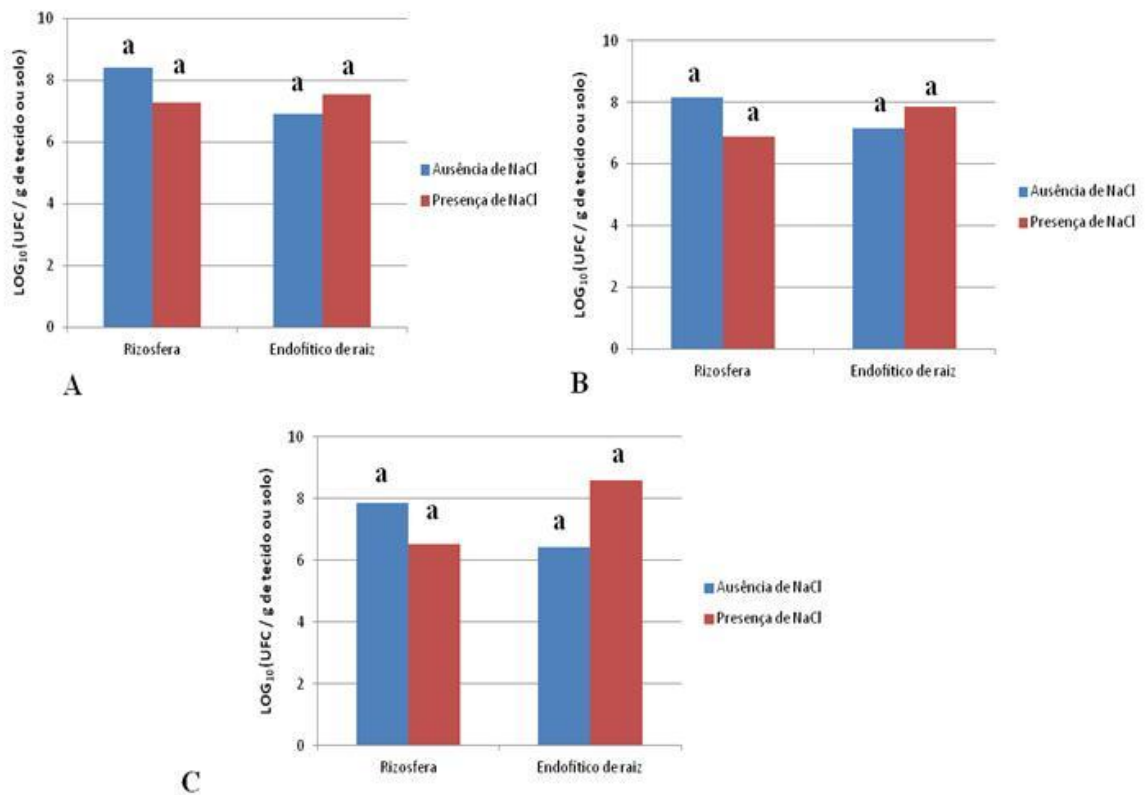 LOG₁₀(UFC / g de tecido ou solo)
10
8
6
4
2
0
a
a
a
a
Rizosfera
Endofítico de raiz
Ausência de NaCl
Presença de NaCl
A
LOG₁₀(UFC / g de tecido ou solo)
10
8
6
4
2
0
a
a
a
a
Rizosfera
Endofítico de raiz
Ausência de NaCl
Presença de NaCl
B
LOG₁₀(UFC / g de tecido ou solo)
10
8
6
4
2
0
a
a
a
a
Rizosfera
Endofítico de raiz
Ausência de NaCl
Presença de NaCl
C